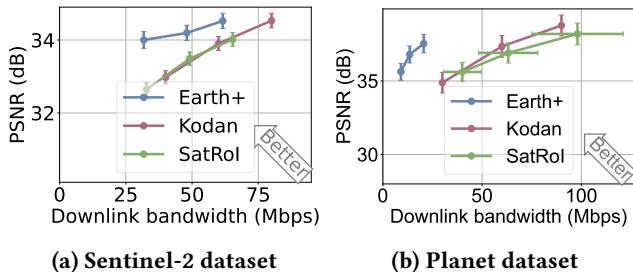 PSNR (dB)
34
32
Earth+
Kodan
SatRoI
Better
0
25
50
75
Downlink bandwidth (Mbps)
(a) Sentinel-2 dataset
PSNR (dB)
35
30
Earth+
Kodan
SatRoI
Better
0
50
100
Downlink bandwidth (Mbps)
(b) Planet dataset